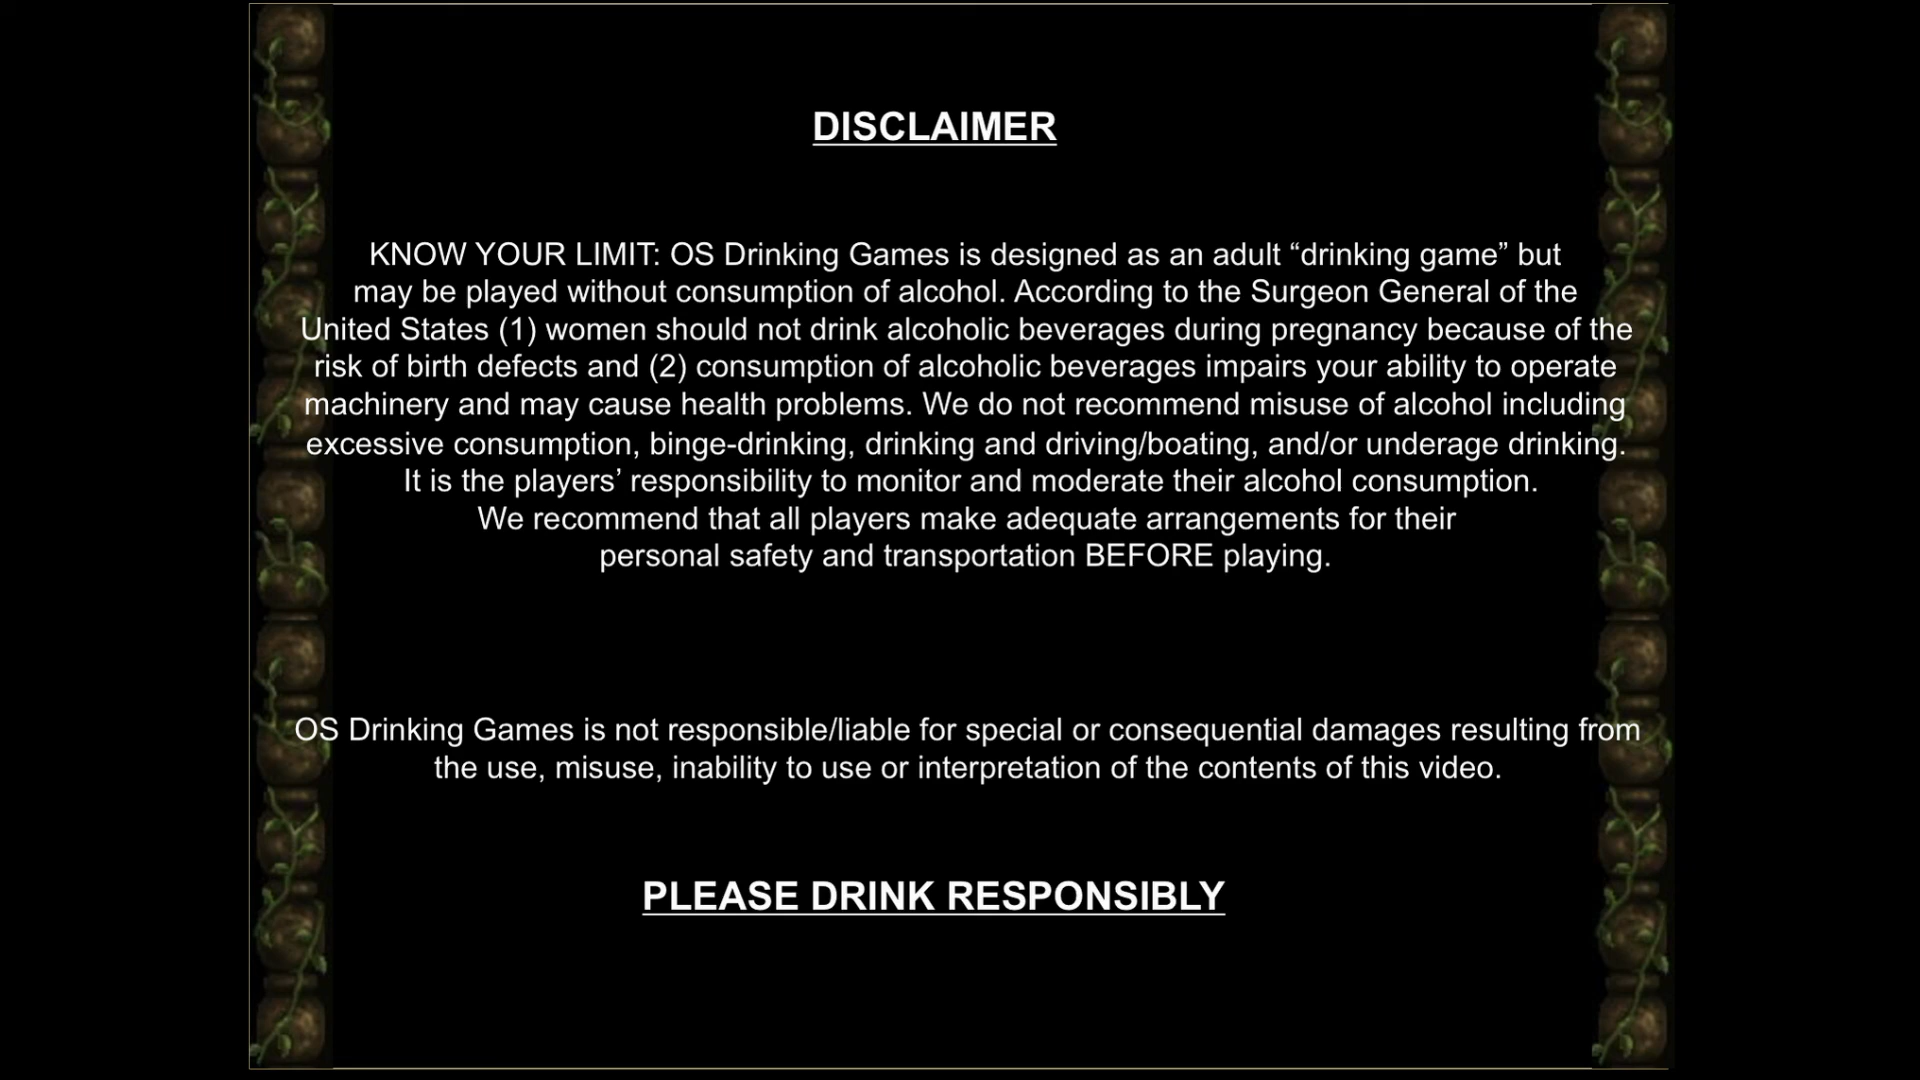 DISCLAIMER
KNOW YOUR LIMIT: OS Drinking Games is designed as an adult “drinking game” but
may be played without consumption of alcohol. According to the Surgeon General of the
United States (1) women should not drink alcoholic beverages during pregnancy because of the
risk of birth defects and (2) consumption of alcoholic beverages impairs your ability to operate
machinery and may cause health problems. We do not recommend misuse of alcohol including
excessive consumption, binge-drinking, drinking and driving/boating, and/or underage drinking.
It is the players’ responsibility to monitor and moderate their alcohol consumption.
We recommend that all players make adequate arrangements for their
personal safety and transportation BEFORE playing.
OS Drinking Games is not responsible/liable for special or consequential damages resulting from
the use, misuse, inability to use or interpretation of the contents of this video.
PLEASE DRINK RESPONSIBLY